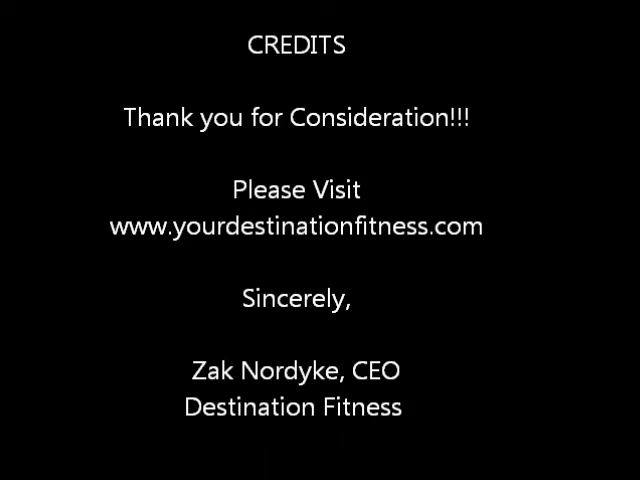 CREDITS
Thank you for Consideration!!!
Please Visit
www.yourdestinationfitness.com
Sincerely,
Zak Nordyke, CEO
Destination Fitness